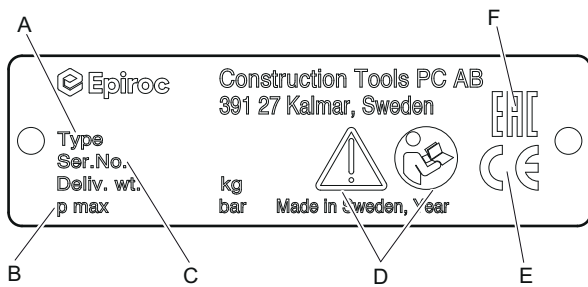 A
F
Epiroc
Construction Tools PC AB
391 27 Kalmar, Sweden
EAC
Type
Ser.No.
Deliv. wt. kg
p max bar Made in Sweden, Year
CE
B
C
D
E